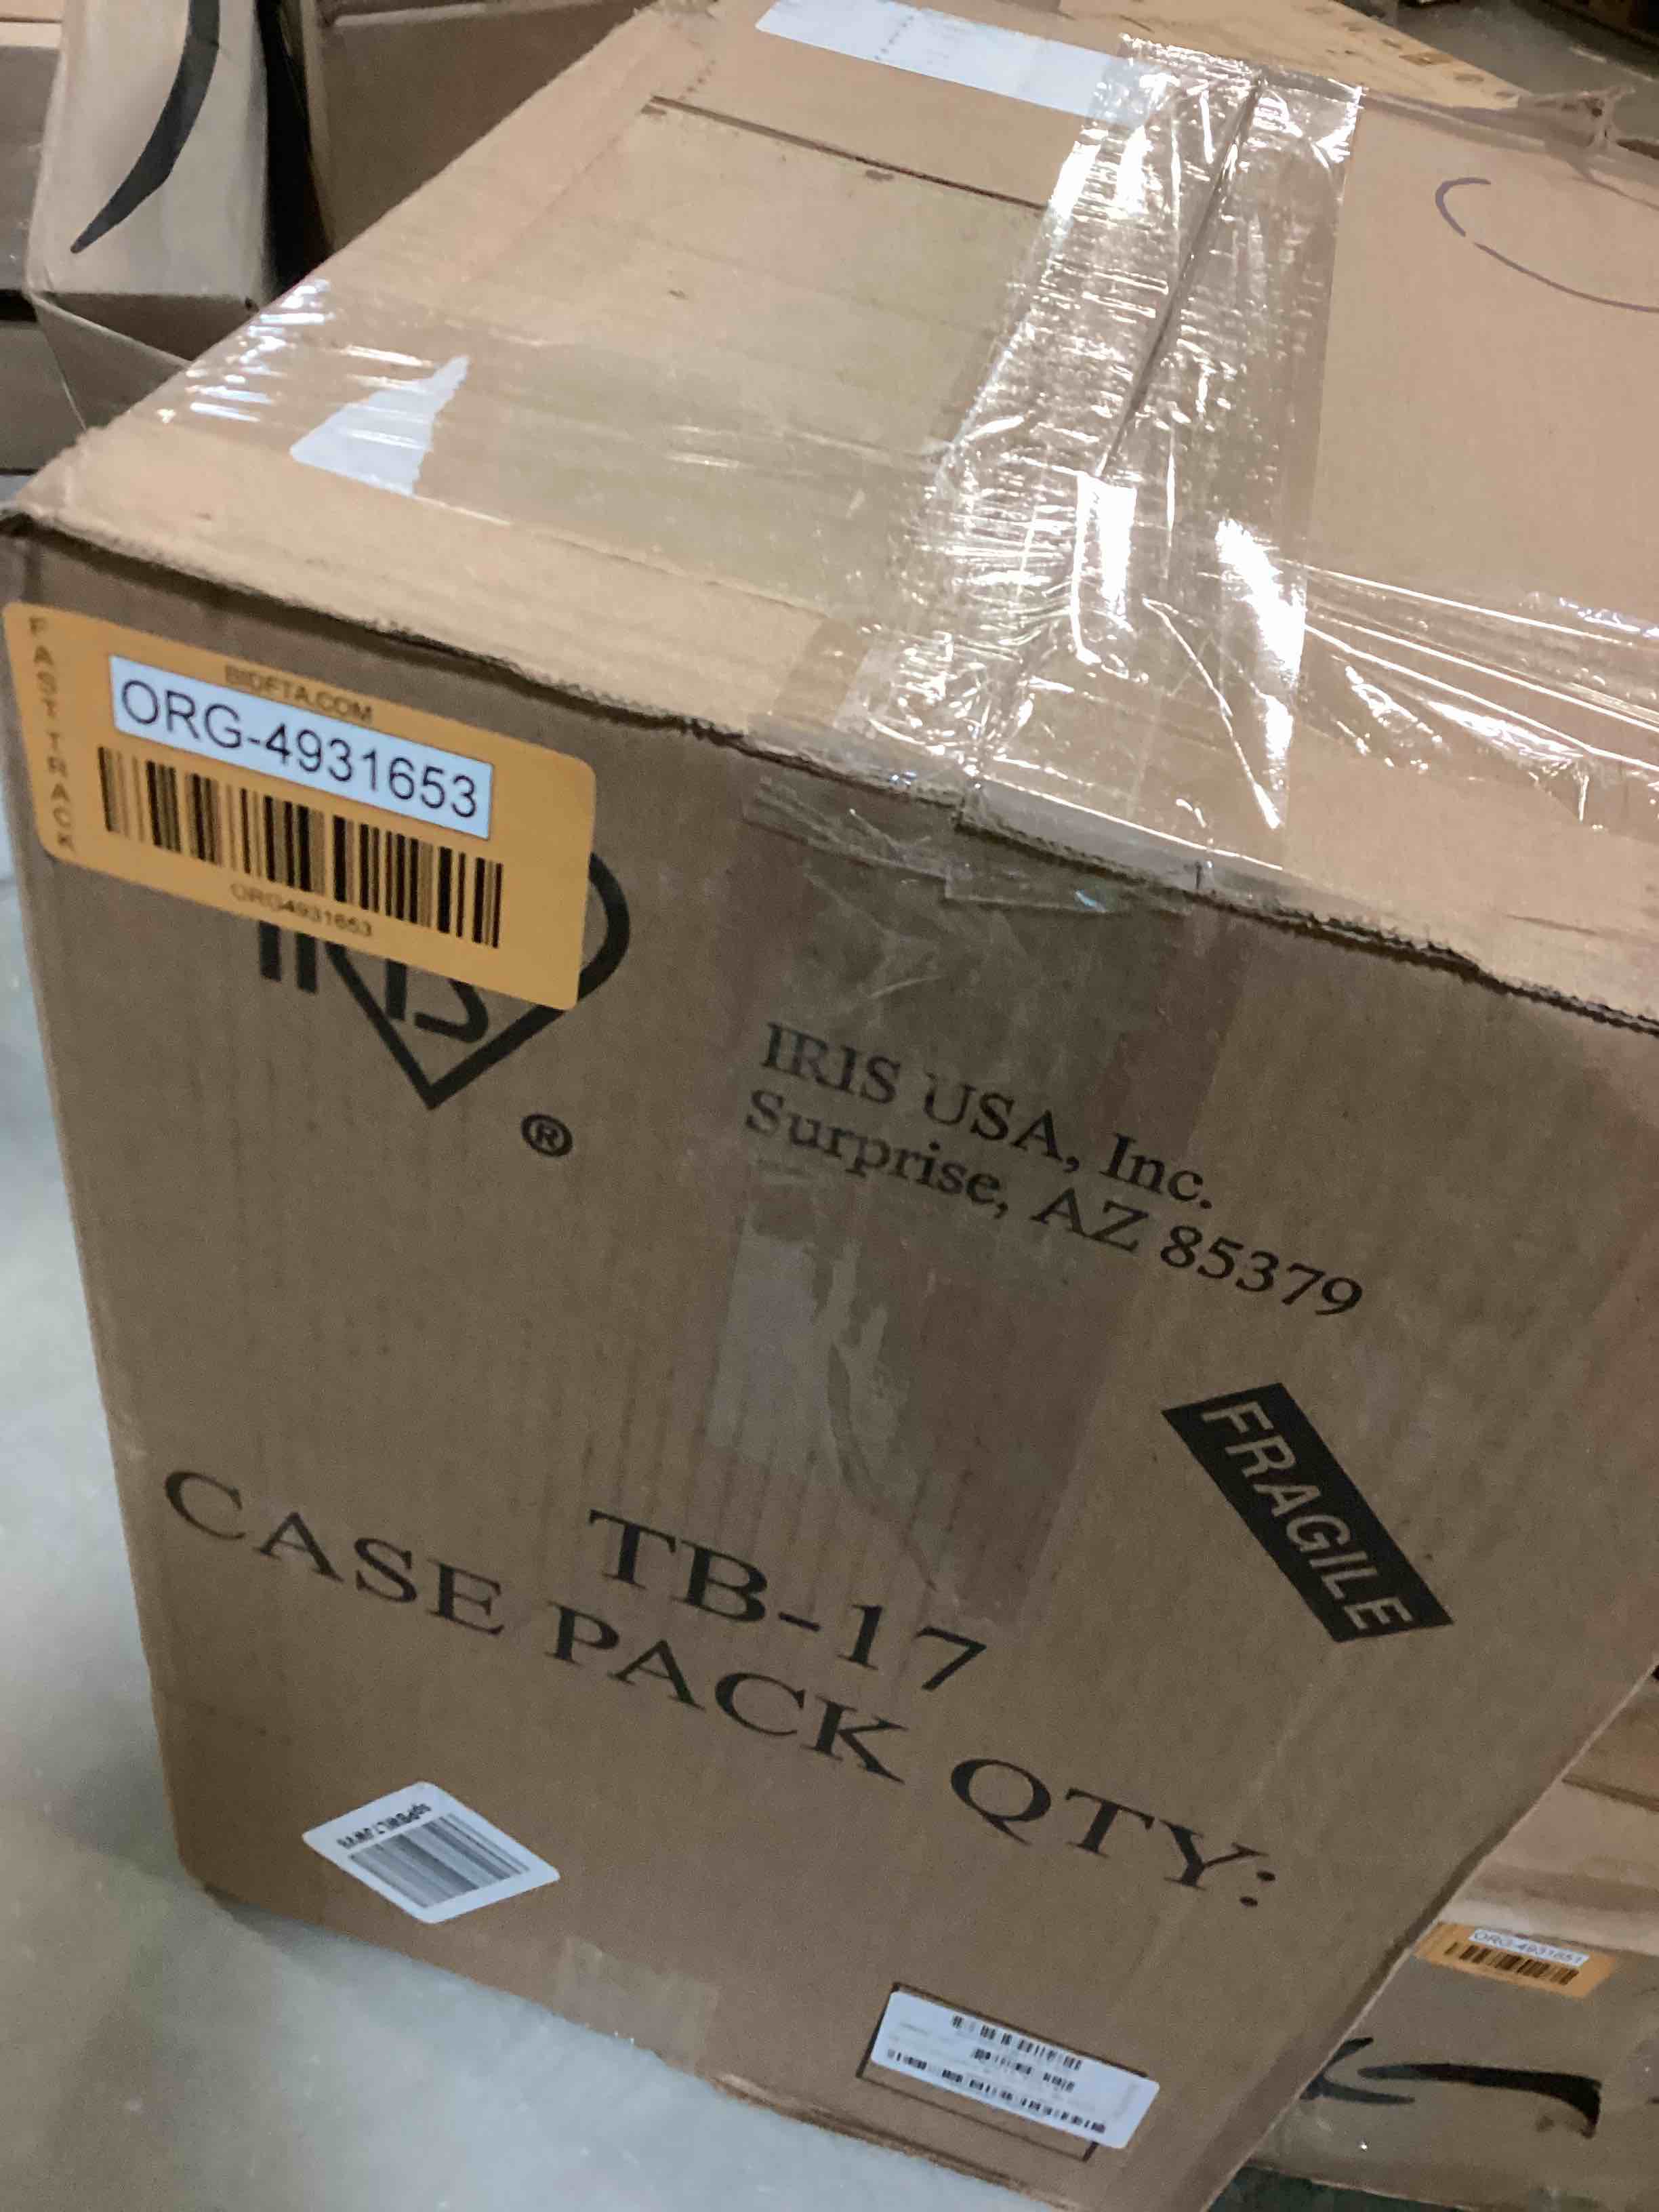 FAST TRACK
BIDFTA.COM
ORG-4931653
ORG4931653
IRIS
®
IRIS USA, Inc.
Surprise, AZ 85379
FRAGILE
TB-17
CASE PACK QTY:
ORG-4931651